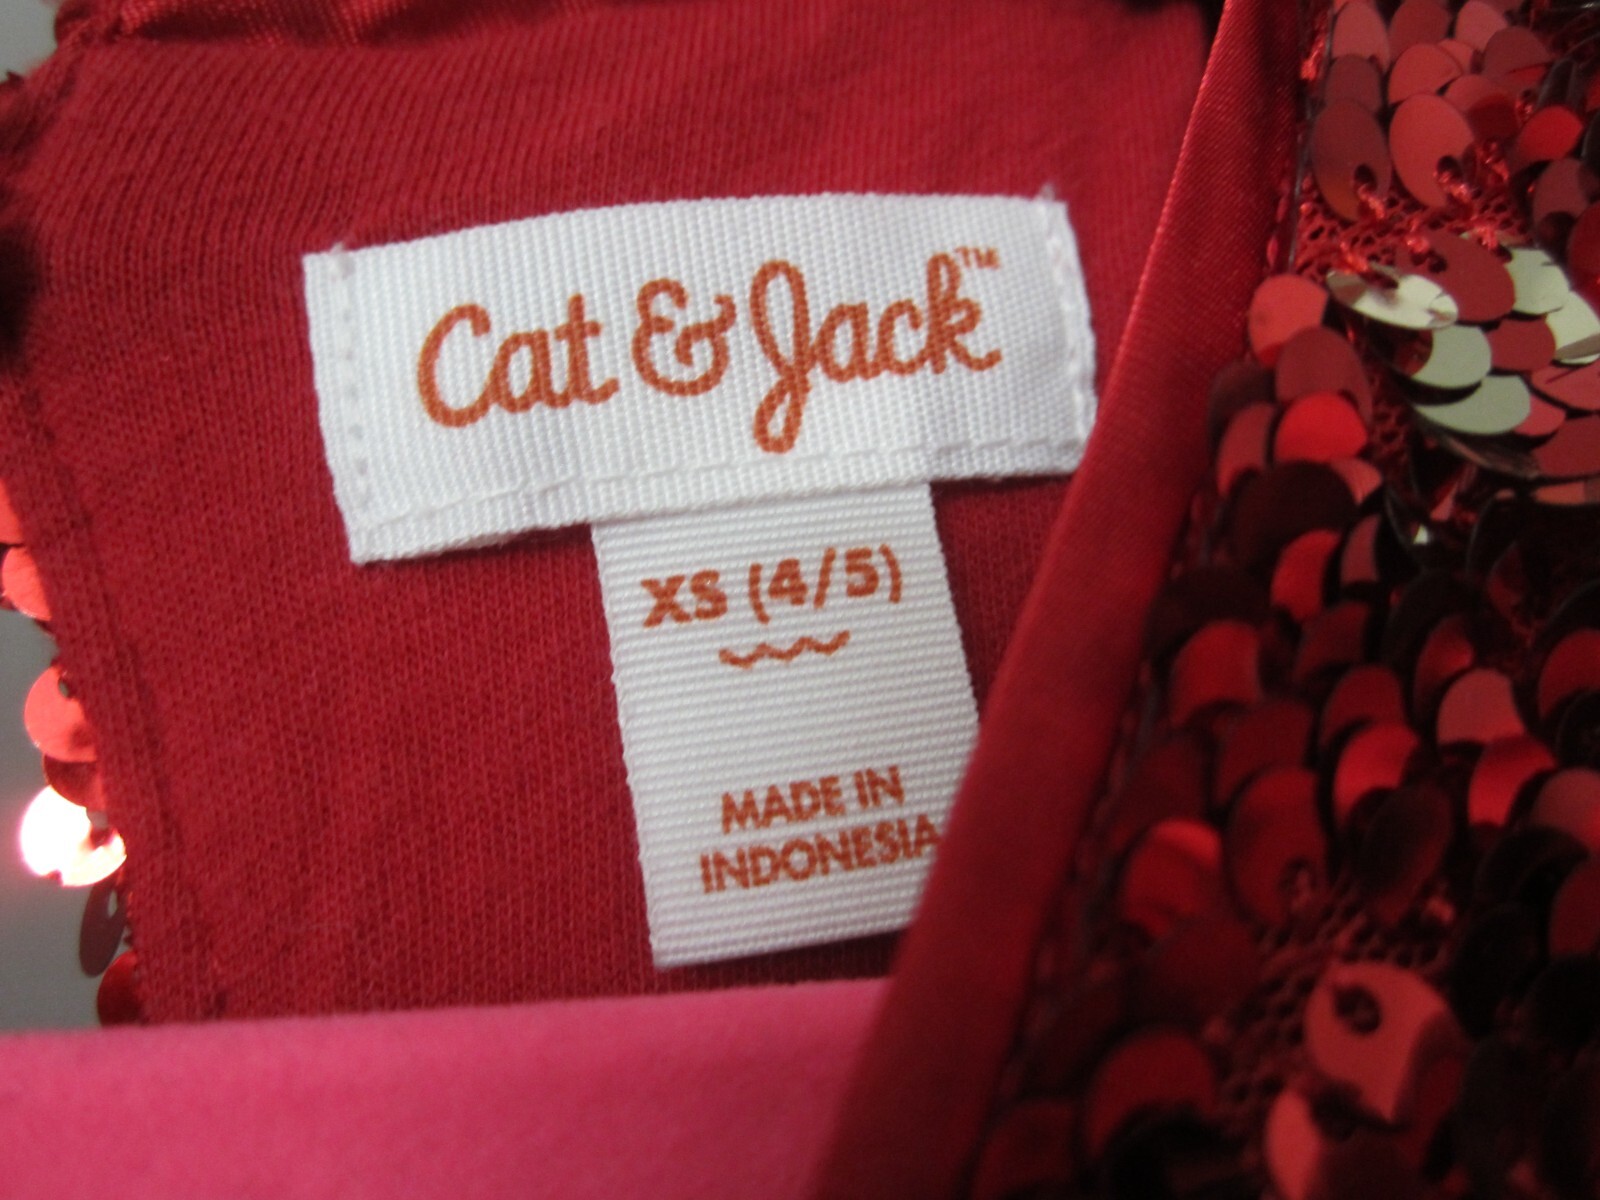 Cat & Jack™
XS (4/5)
MADE IN
INDONESIA